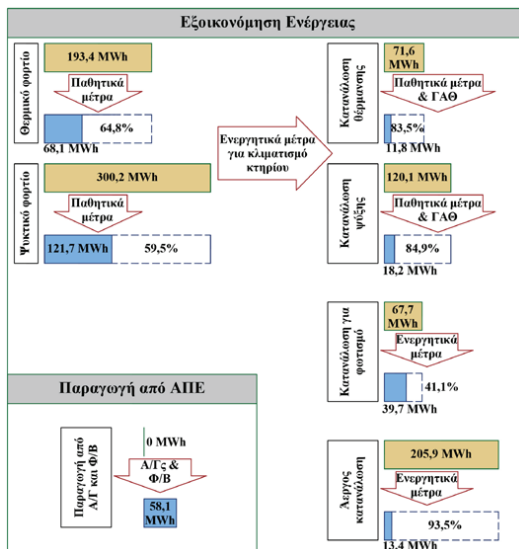 Εξοικονόμηση Ενέργειας
Θερμικό φορτίο
193,4 MWh
Παθητικά
μέτρα
64,8%
68,1 MWh
Ψυκτικό φορτίο
300,2 MWh
Παθητικά
μέτρα
121,7 MWh
59,5%
Ενεργητικά μέτρα
για κλιματισμό
κτηρίου
Κατανάλωση
θέρμανσης
71,6
MWh
Παθητικά μέτρα
& ΓΑΘ
83,5%
11,8 MWh
Κατανάλωση
ψύξης
120,1 MWh
Παθητικά μέτρα
& ΓΑΘ
84,9%
18,2 MWh
Κατανάλωση για
φωτισμό
67,7
MWh
Ενεργητικά
μέτρα
41,1%
39,7 MWh
Άεργος
κατανάλωση
205,9 MWh
Ενεργητικά
μέτρα
93,5%
13,4 MWh
Παραγωγή από ΑΠΕ
Παραγωγή από
Α/Γ και Φ/Β
0 MWh
Α/Γς &
Φ/Β
58,1
MWh